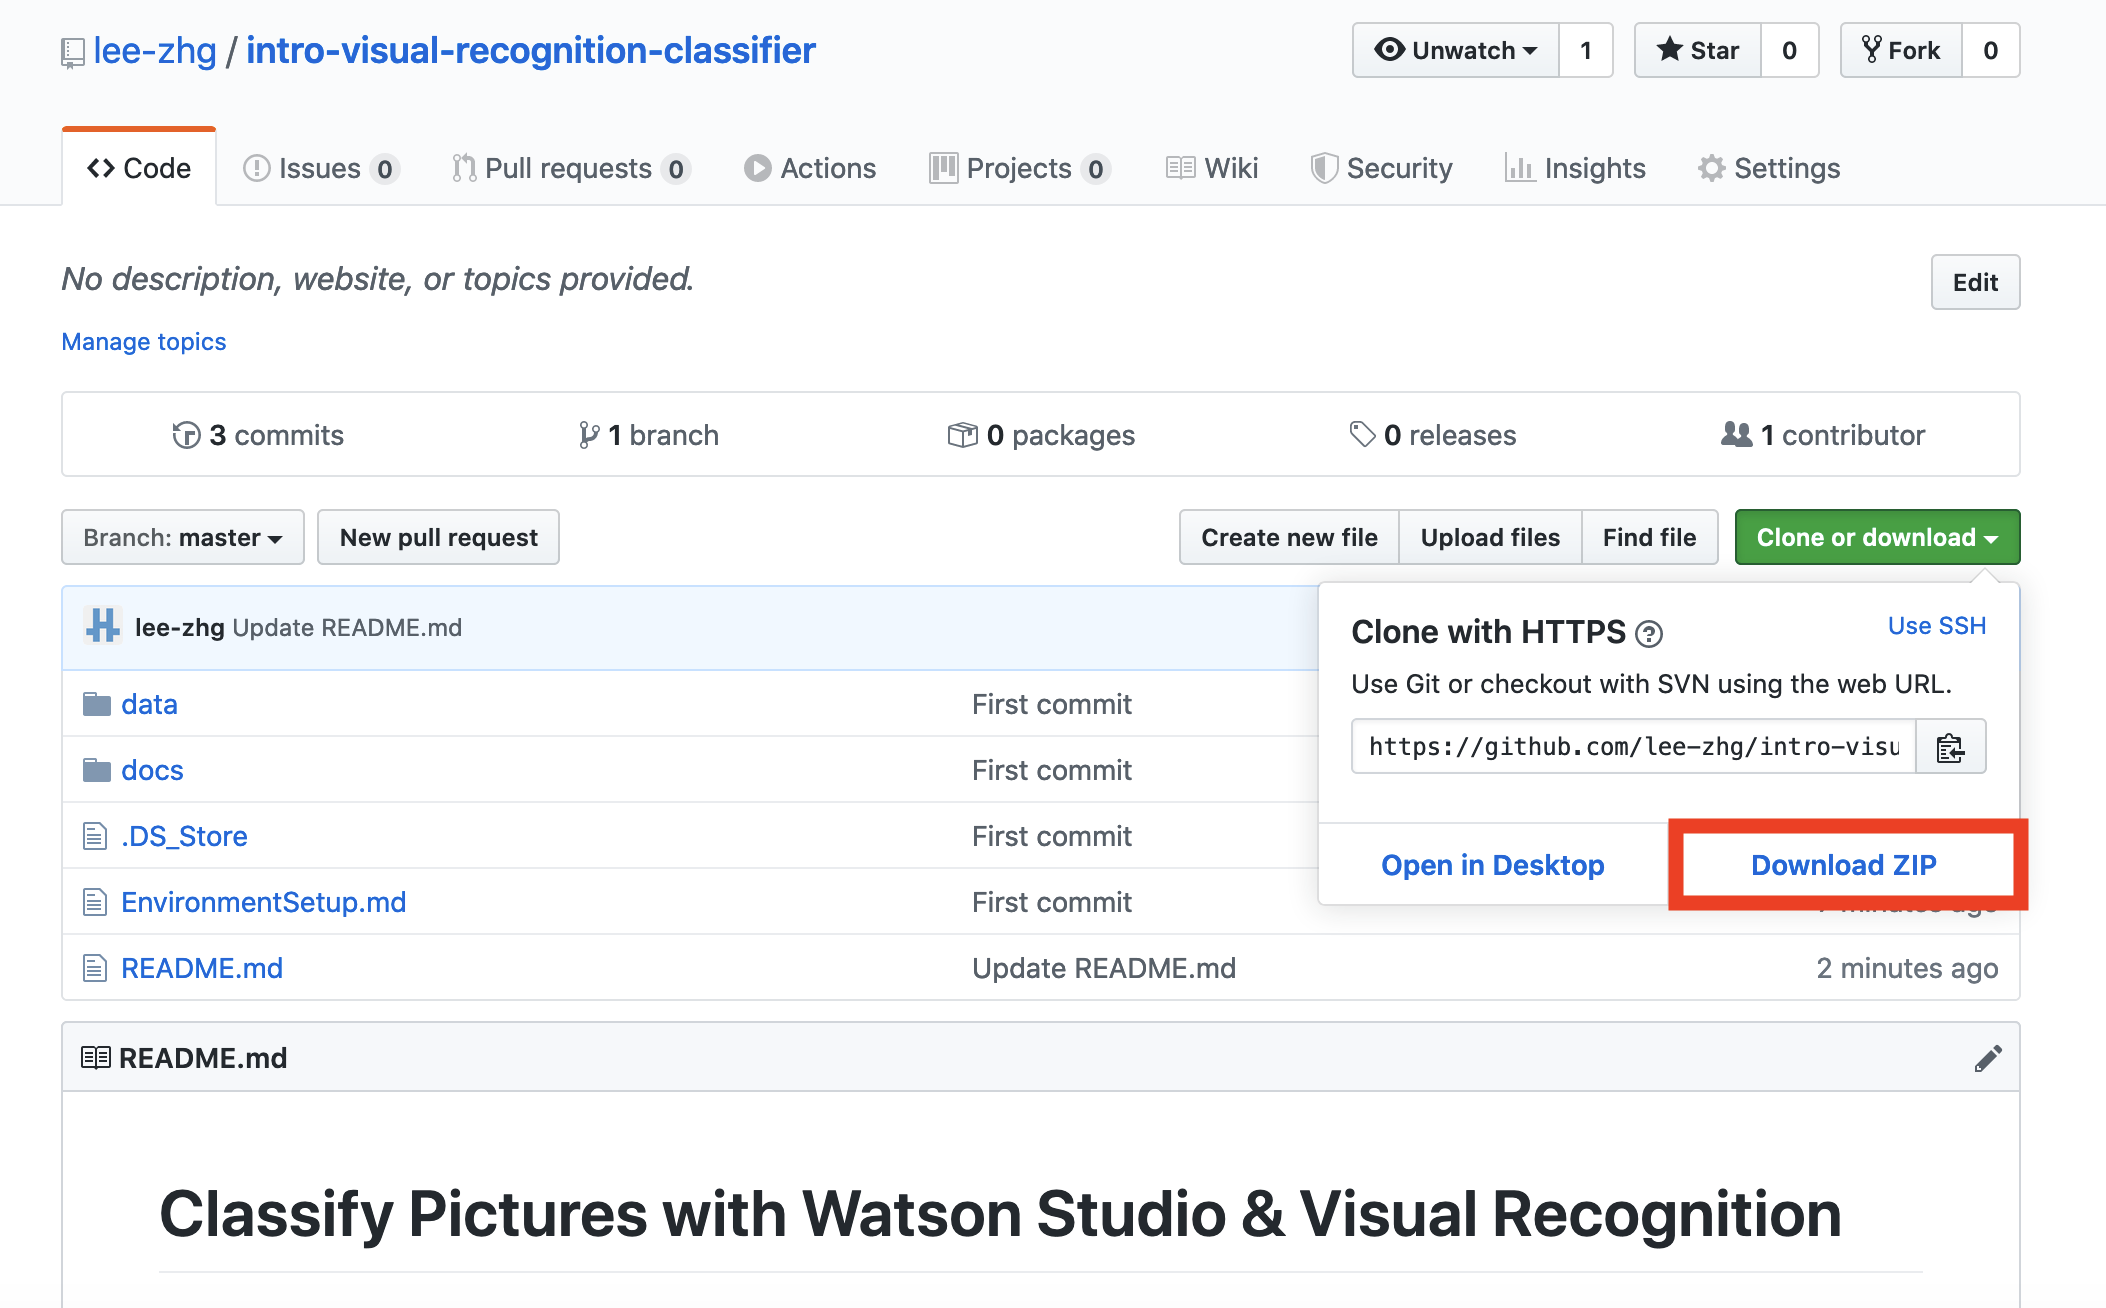 lee-zhg / intro-visual-recognition-classifier
Unwatch 1 Star 0 Fork 0
Code Issues 0 Pull requests 0 Actions Projects 0 Wiki Security Insights Settings
No description, website, or topics provided.
Edit
Manage topics
3 commits 1 branch 0 packages 0 releases 1 contributor
Branch: master New pull request Create new file Upload files Find file Clone or download
lee-zhg Update README.md
Clone with HTTPS ? Use SSH
Use Git or checkout with SVN using the web URL.
https://github.com/lee-zhg/intro-visu
Open in Desktop Download ZIP
data First commit
docs First commit
.DS_Store First commit
EnvironmentSetup.md First commit minutes ago
README.md Update README.md 2 minutes ago
README.md
Classify Pictures with Watson Studio & Visual Recognition